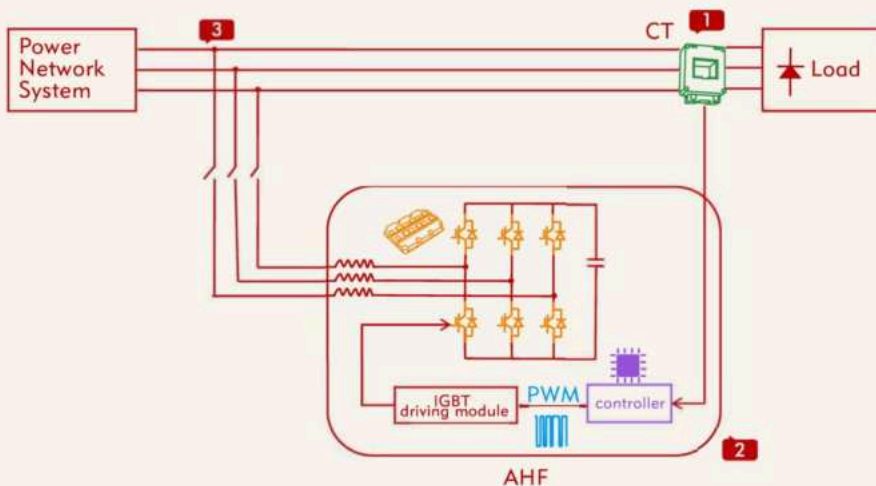 3
CT
1
Power
Network
System
Load
IGBT
driving module
PWM
controller
2
AHF